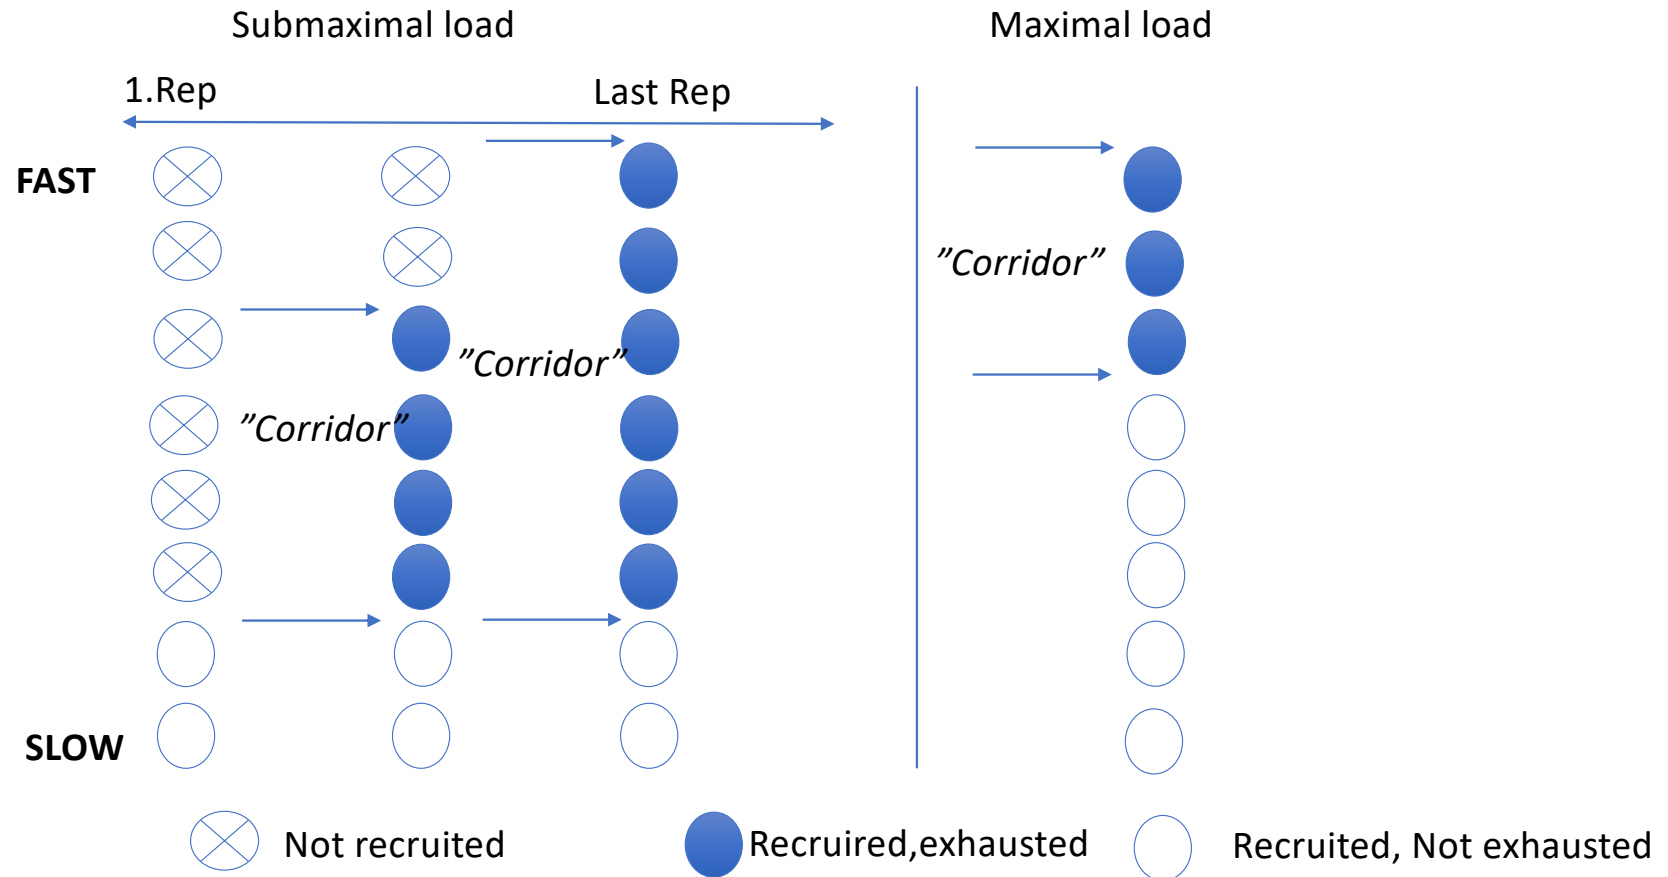 Submaximal load
Maximal load
1.Rep
Last Rep
FAST
”Corridor”
”Corridor”
”Corridor”
SLOW
Not recruited
Recruired,exhausted
Recruited, Not exhausted